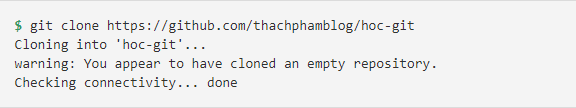 $ git clone https://github.com/thachphamblog/hoc-git
Cloning into 'hoc-git'...
warning: You appear to have cloned an empty repository.
Checking connectivity... done